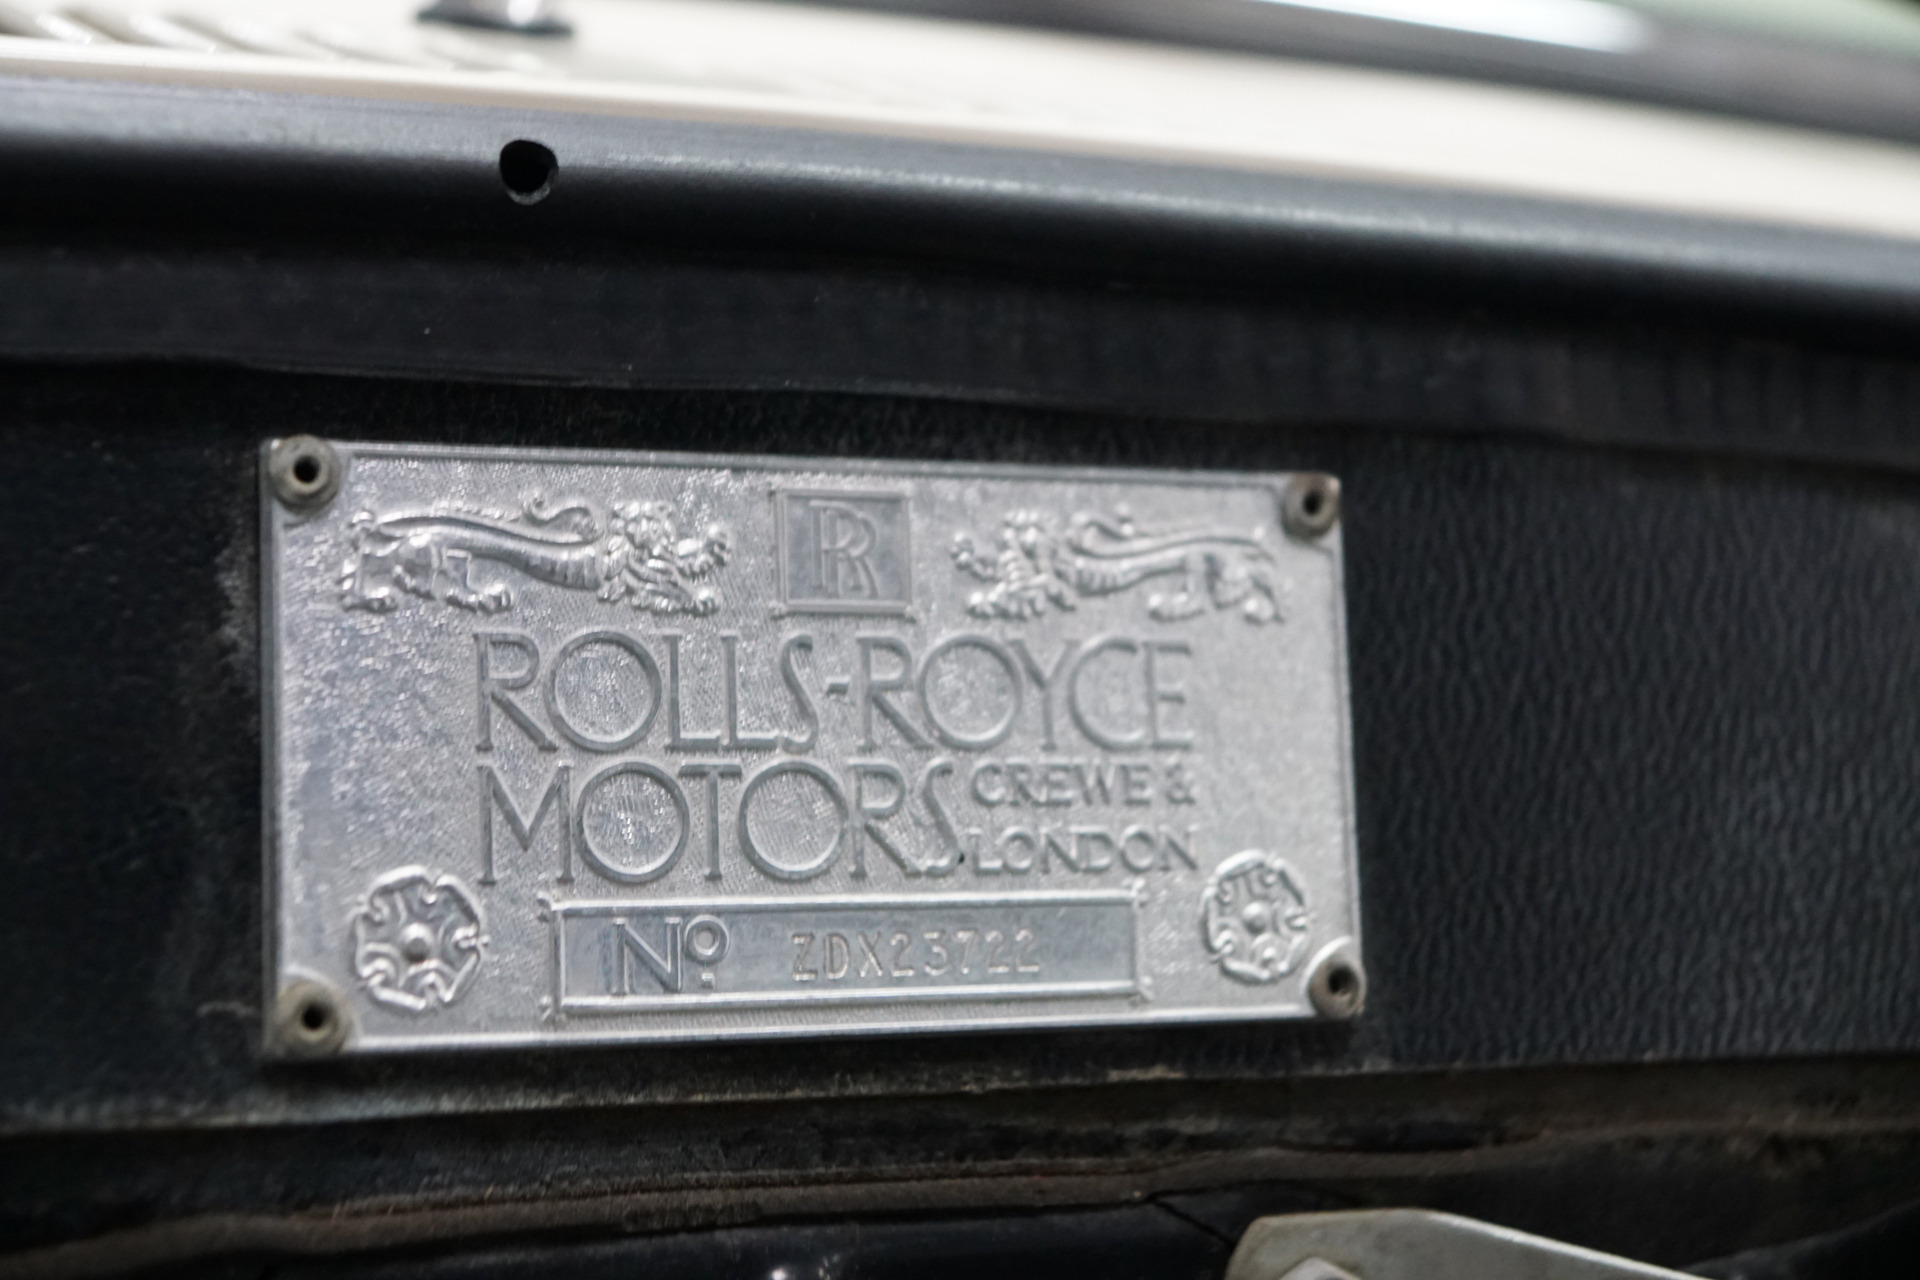 RR
ROLLS-ROYCE
MOTORS CREWE &
LONDON
Nº ZDX23722